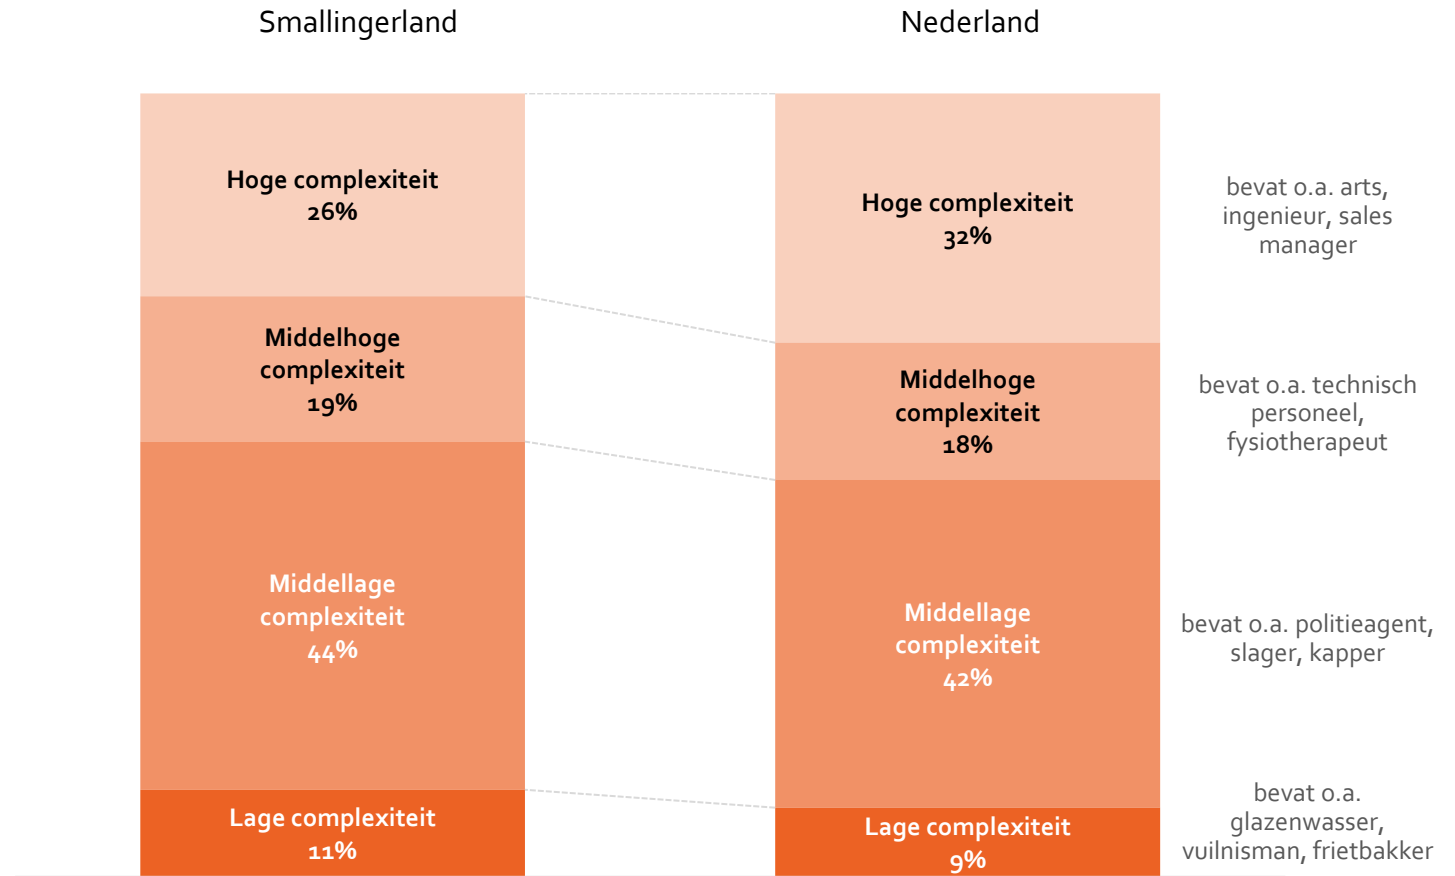 Smallingerland
Nederland
Hoge complexiteit
26%
Middelhoge
complexiteit
19%
Middellage
complexiteit
44%
Lage complexiteit
11%
Hoge complexiteit
32%
Middelhoge
complexiteit
18%
Middellage
complexiteit
42%
Lage complexiteit
9%
bevat o.a. arts,
ingenieur, sales
manager
bevat o.a. technisch
personeel,
fysiotherapeut
bevat o.a. politieagent,
slager, kapper
bevat o.a.
glazenwasser,
vuilnisman, frietbakker